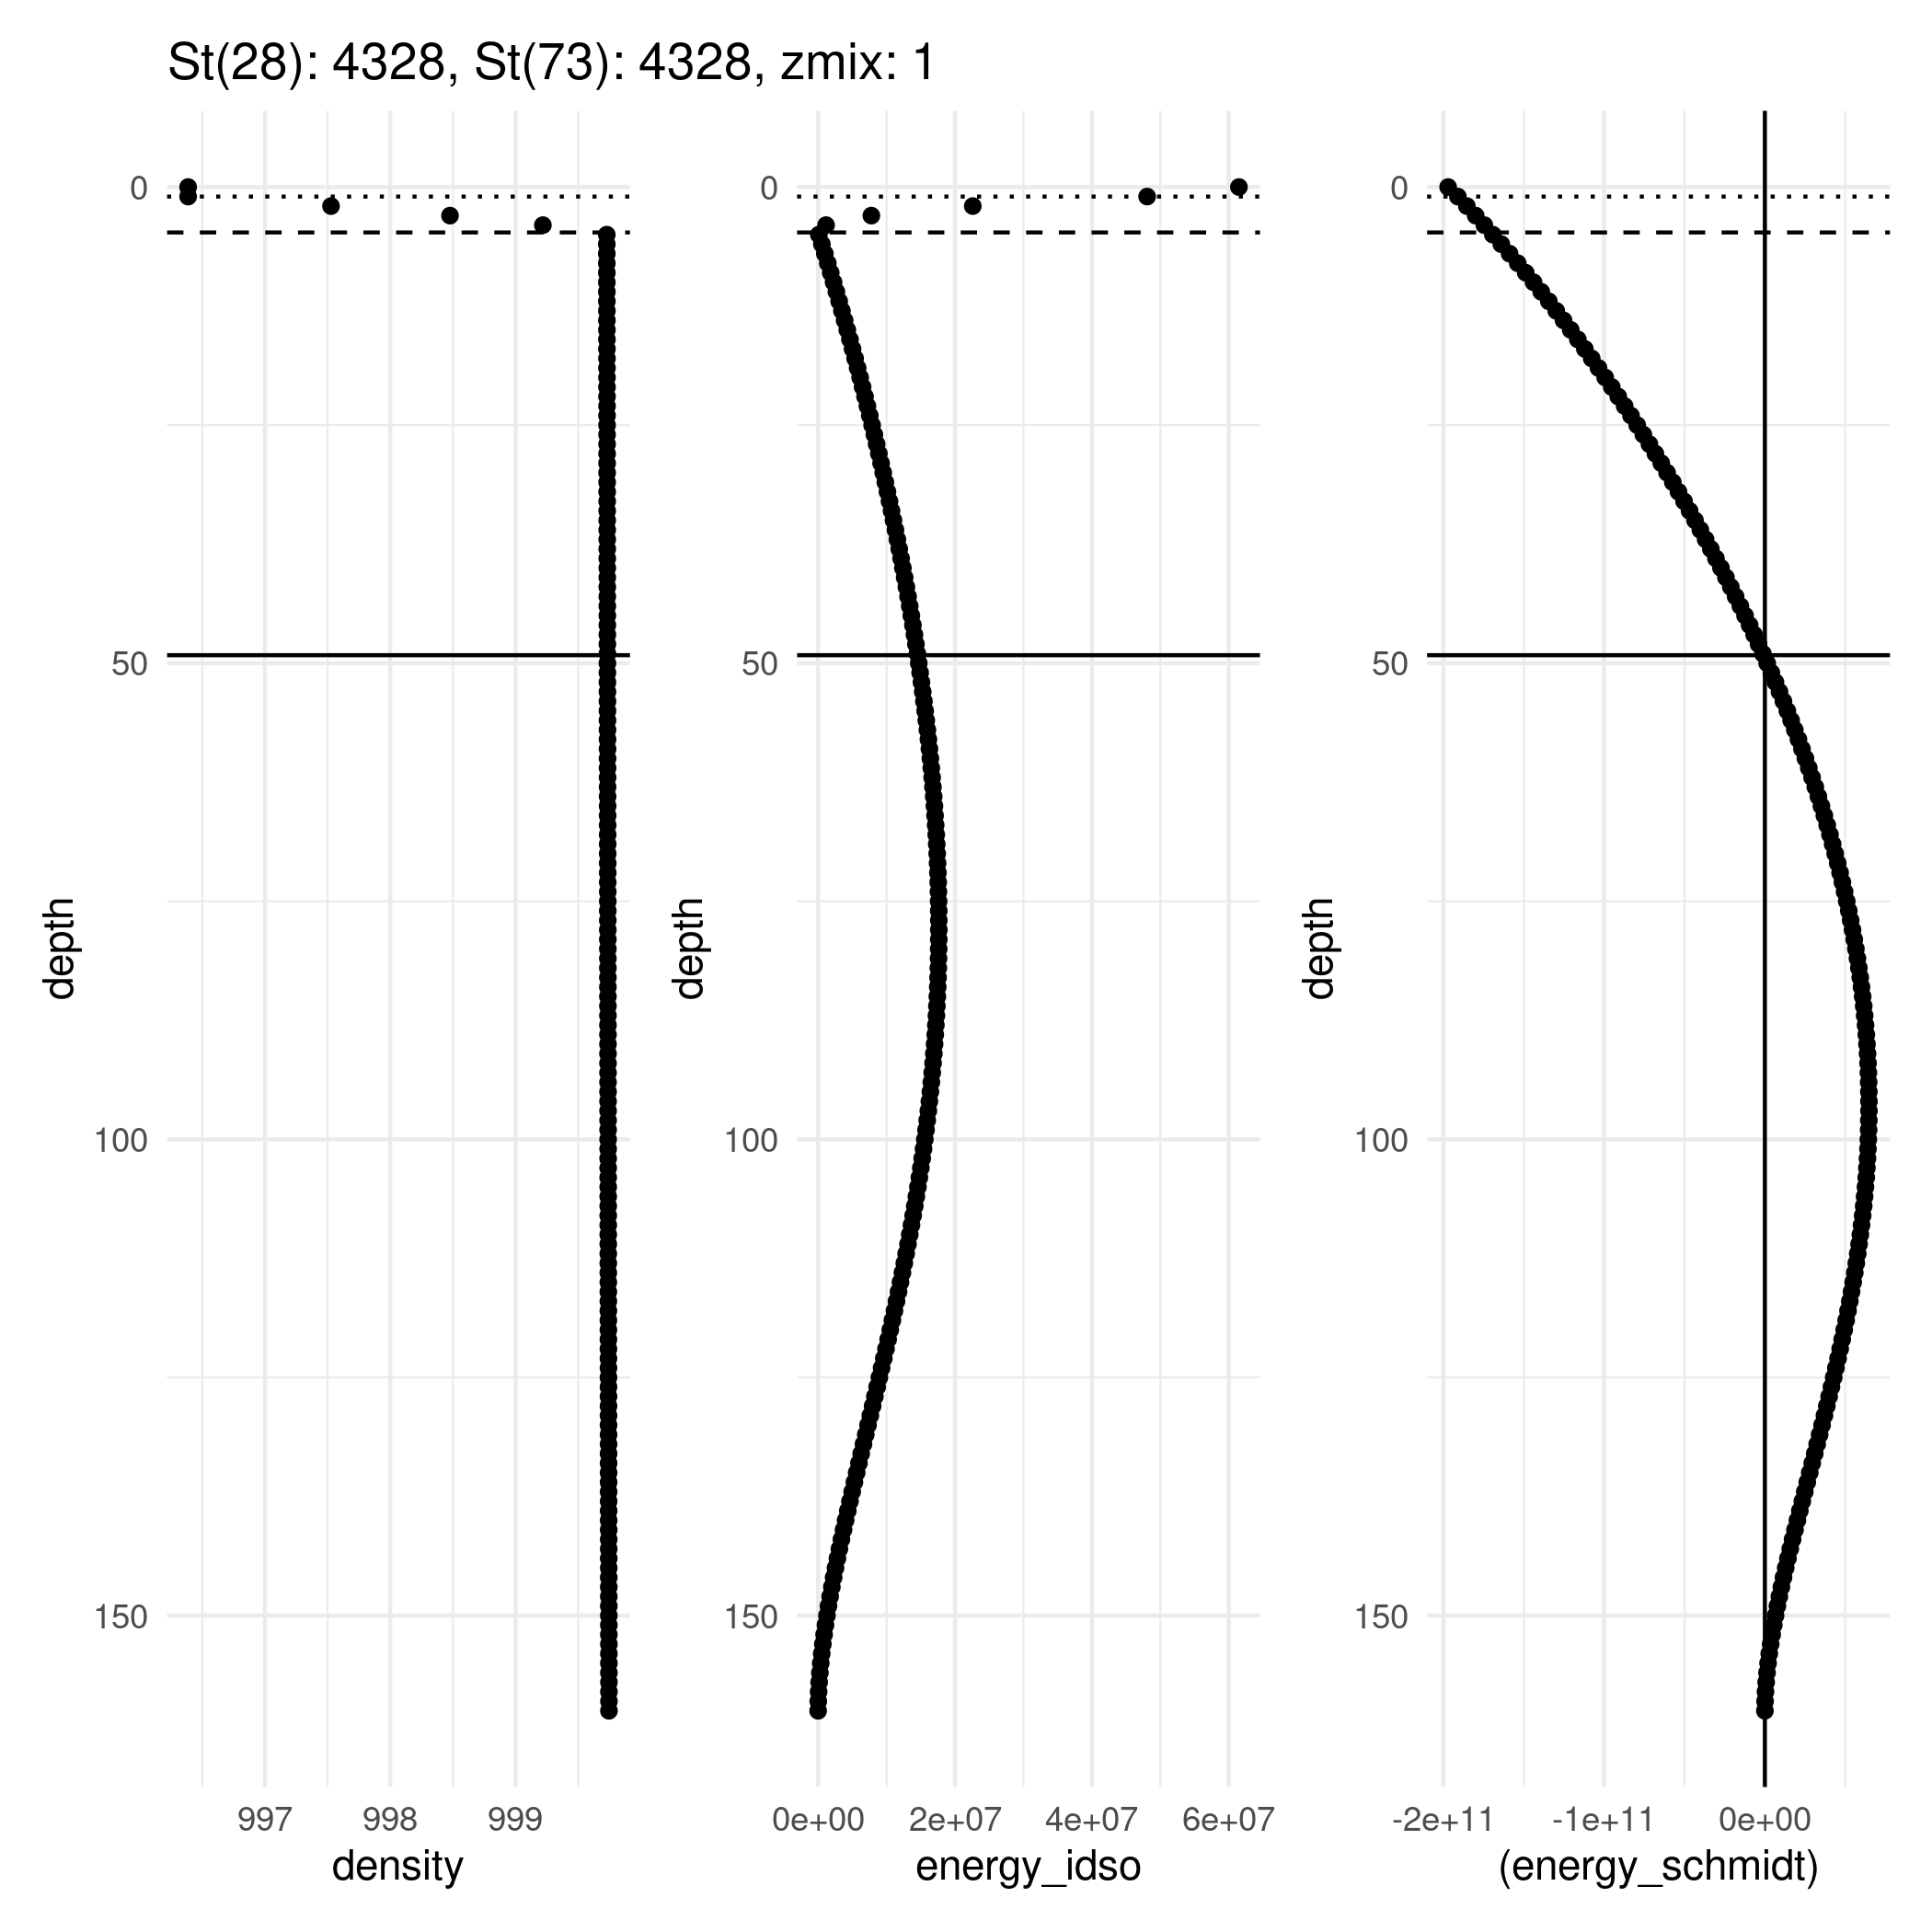 St(28): 4328, St(73): 4328, zmix: 1
0
50
100
150
depth
997 998 999
density
0
50
100
150
depth
0e+00 2e+07 4e+07 6e+07
energy_idso
0
50
100
150
depth
-2e+11 -1e+11 0e+00
(energy_schmidt)